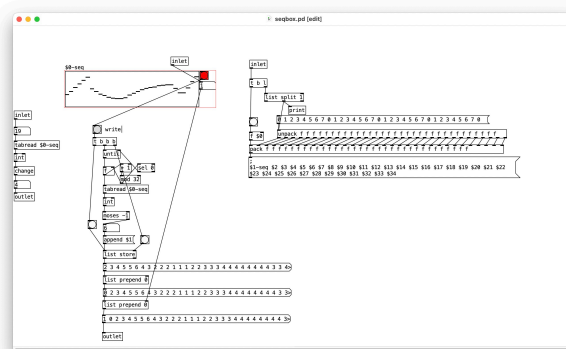 seqbox.pd [edit]
inlet
$0-seq
inlet
t b l
list split 1
print
0 1 2 3 4 5 6 7 0 1 2 3 4 5 6 7 0 1 2 3 4 5 6 7 0
$0
unpack f f f f f f f f f f f f f f f f f f f f f f
pack f f f f f f f f f f f f f f f f f f f f f f
;
$1-seq $2 $3 $4 $5 $6 $7 $8 $9 $10 $11 $12 $13 $14 $15 $16 $17 $18 $19 $20 $21 $22
$23 $24 $25 $26 $27 $28 $29 $30 $31 $32 $33 $34
inlet
19
tabread $0-seq
int
change
4
outlet
write
t b b b
until
+ 1
sel 0
mod 32
tabread $0-seq
int
moses -1
append $1
list store
2 3 4 5 5 6 4 3 2 2 2 1 1 1 2 2 3 3 3 4 4 4 4 4 4 4 4 3 3 4>
list prepend 0
0 2 3 4 5 5 6 4 3 2 2 2 1 1 1 2 2 3 3 3 4 4 4 4 4 4 4 4 3 3>
list prepend 0
1 0 2 3 4 5 5 6 4 3 2 2 2 1 1 1 2 2 3 3 3 4 4 4 4 4 4 4 4 3>
outlet